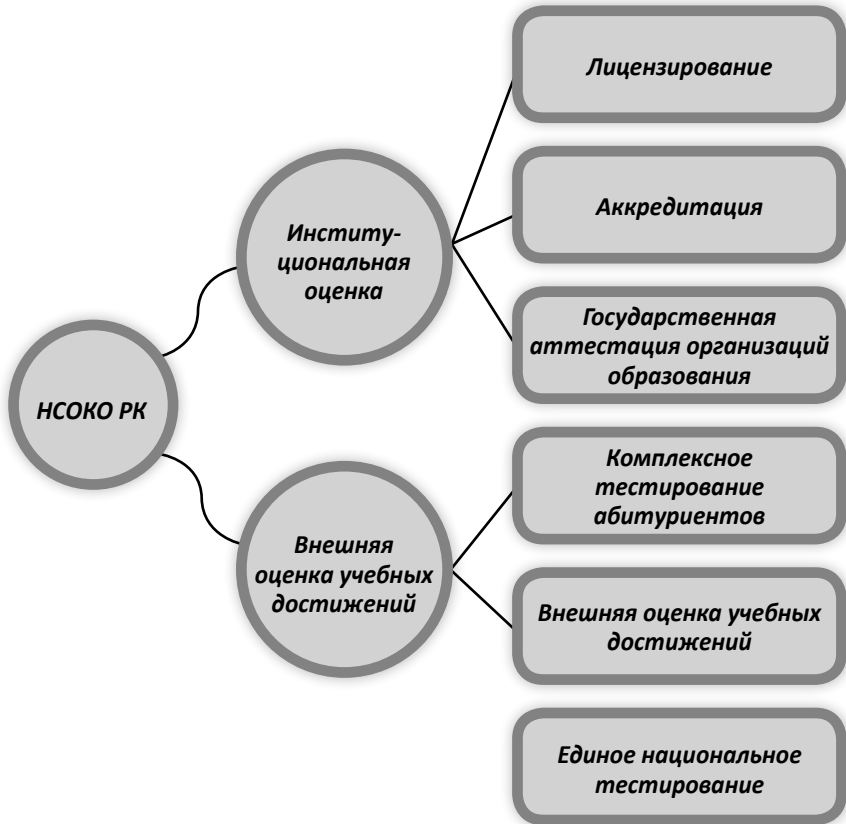 НСОКО РК
Институ-
циональная
оценка
Лицензирование
Аккредитация
Государственная
аттестация организаций
образования
Внешняя
оценка учебных
достижений
Комплексное
тестирование
абитуриентов
Внешняя оценка учебных
достижений
Единое национальное
тестирование